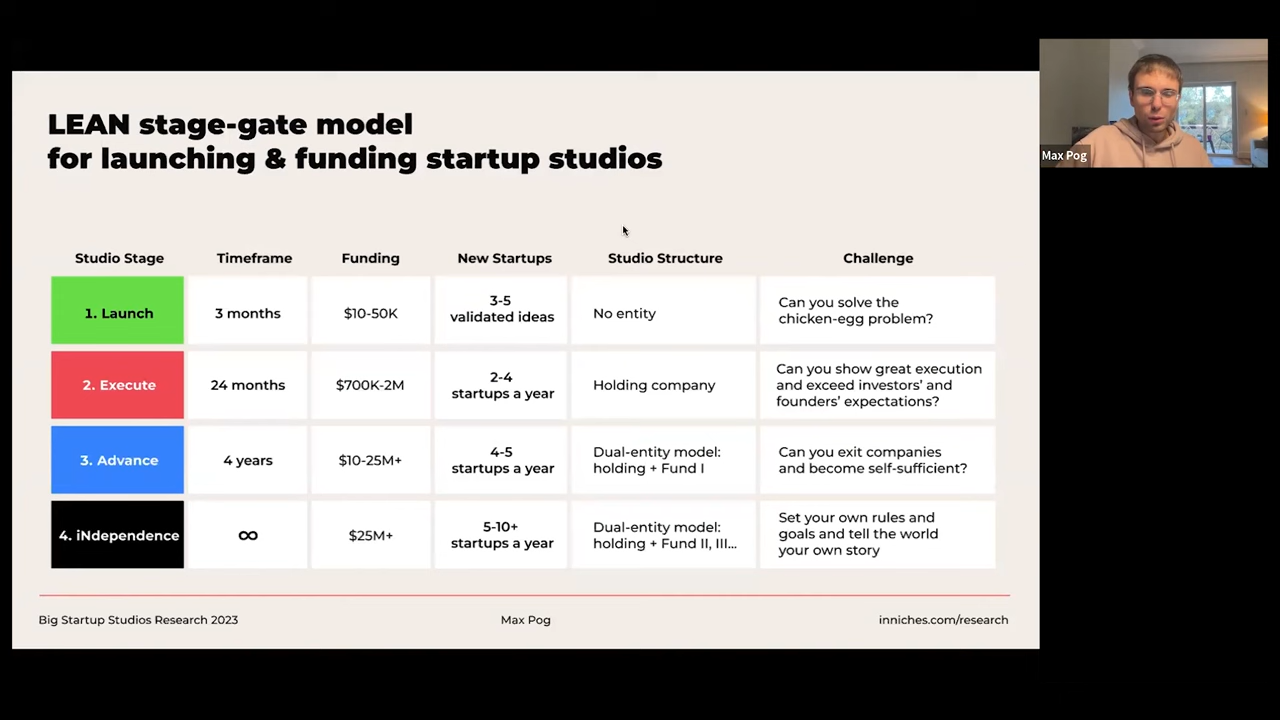 LEAN stage-gate model
for launching & funding startup studios
Max Pog
Studio Stage Timeframe Funding New Startups Studio Structure Challenge
1. Launch
3 months
$10-50K
3-5
validated ideas
No entity
Can you solve the
chicken-egg problem?
2. Execute
24 months
$700K-2M
2-4
startups a year
Holding company
Can you show great execution
and exceed investors' and
founders' expectations?
3. Advance
4 years
$10-25M+
4-5
startups a year
Dual-entity model:
holding + Fund I
Can you exit companies
and become self-sufficient?
4. iNdependence
∞
$25M+
5-10+
startups a year
Dual-entity model:
holding + Fund II, III...
Set your own rules and
goals and tell the world
your own story
Big Startup Studios Research 2023 Max Pog inniches.com/research